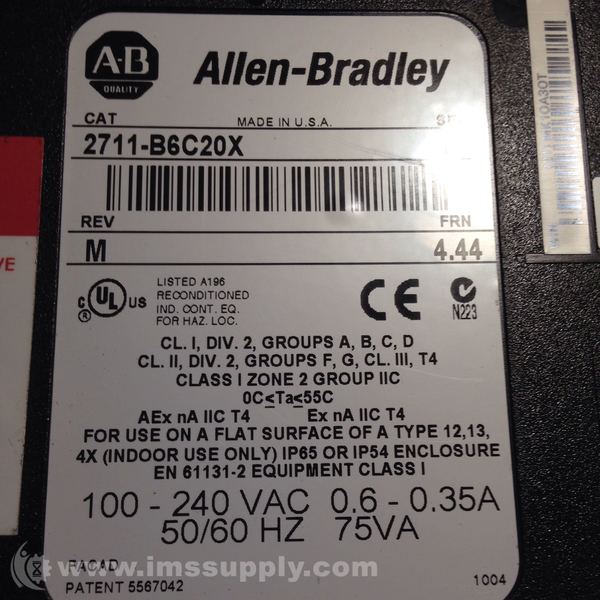 A-B
QUALITY
Allen-Bradley
CAT
MADE IN U.S.A.
2711-B6C20X
REV
FRN
M
4.44
C UL US
LISTED A196
RECONDITIONED
IND. CONT. EQ.
FOR HAZ. LOC.
CE
N223
CL. I, DIV. 2, GROUPS A, B, C, D
CL. II, DIV. 2, GROUPS F, G, CL. III, T4
CLASS I ZONE 2 GROUP IIC
0C≤Ta≤55C
AEx nA IIC T4 Ex nA IIC T4
FOR USE ON A FLAT SURFACE OF A TYPE 12,13,
4X (INDOOR USE ONLY) IP65 OR IP54 ENCLOSURE
EN 61131-2 EQUIPMENT CLASS I
100 - 240 VAC 0.6 - 0.35A
50/60 HZ 75VA
FACAD
PATENT 5567042
1004
www.imssupply.com